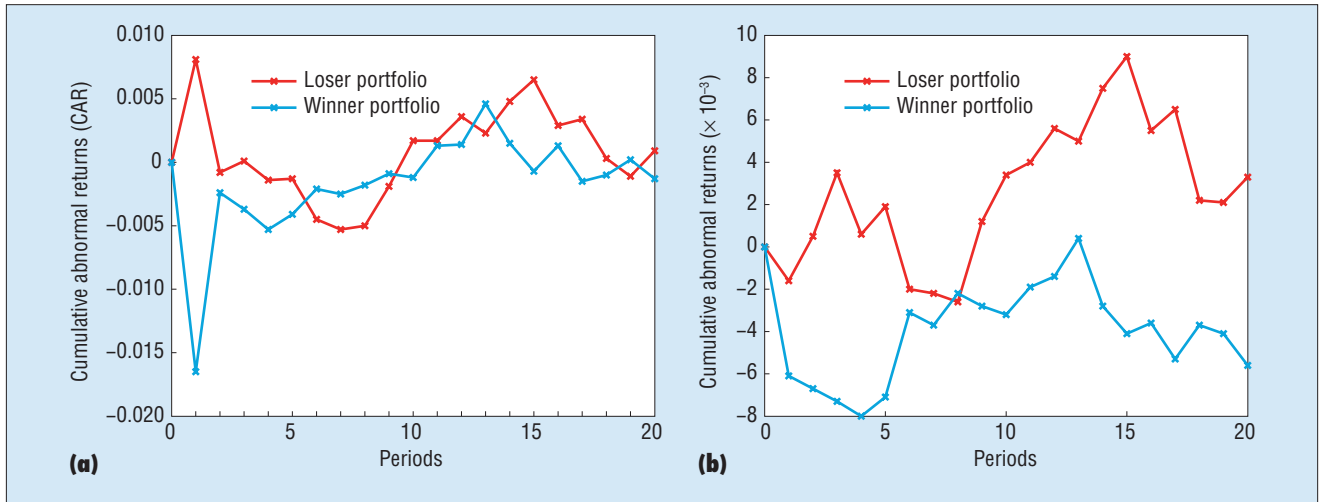 0.010
0.005
0
–0.005
–0.010
–0.015
–0.020
Cumulative abnormal returns (CAR)
Loser portfolio
Winner portfolio
0 5 10 15 20
Periods
(a)
10
8
6
4
2
0
–2
–4
–6
–8
Cumulative abnormal returns (× 10–3)
Loser portfolio
Winner portfolio
0 5 10 15 20
Periods
(b)